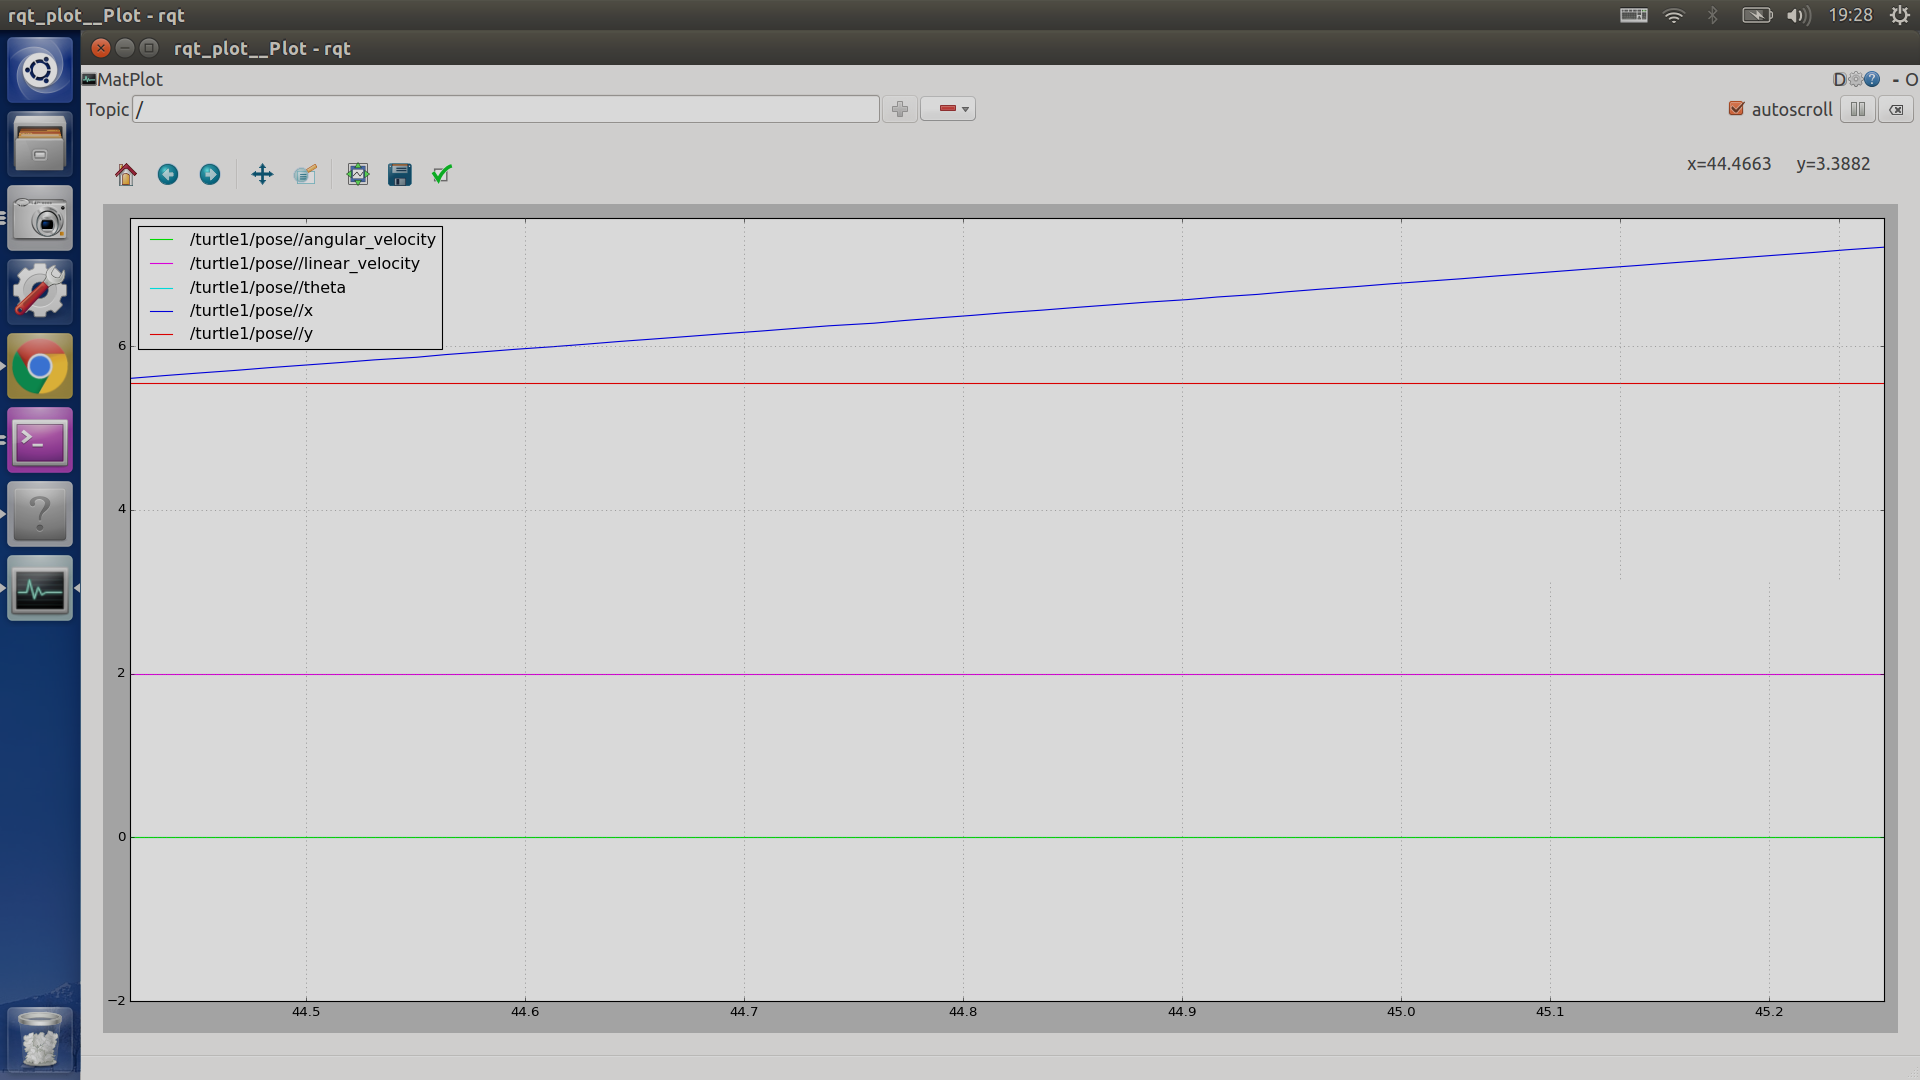 rqt_plot__Plot - rqt
19:28
rqt_plot__Plot - rqt
MatPlot
D
- O
Topic /
autoscroll
x=44.4663 y=3.3882
/turtle1/pose//angular_velocity
/turtle1/pose//linear_velocity
/turtle1/pose//theta
/turtle1/pose//x
/turtle1/pose//y
6
4
2
0
−2
44.5 44.6 44.7 44.8 44.9 45.0 45.1 45.2